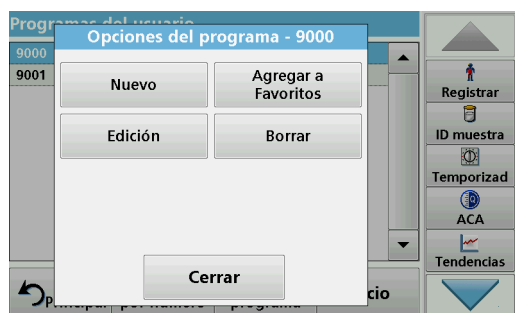 Programas del usuario
Opciones del programa - 9000
9000
9001
Nuevo
Agregar a
Favoritos
Edición
Borrar
Cerrar
Registrar
ID muestra
Temporizad
ACA
Tendencias